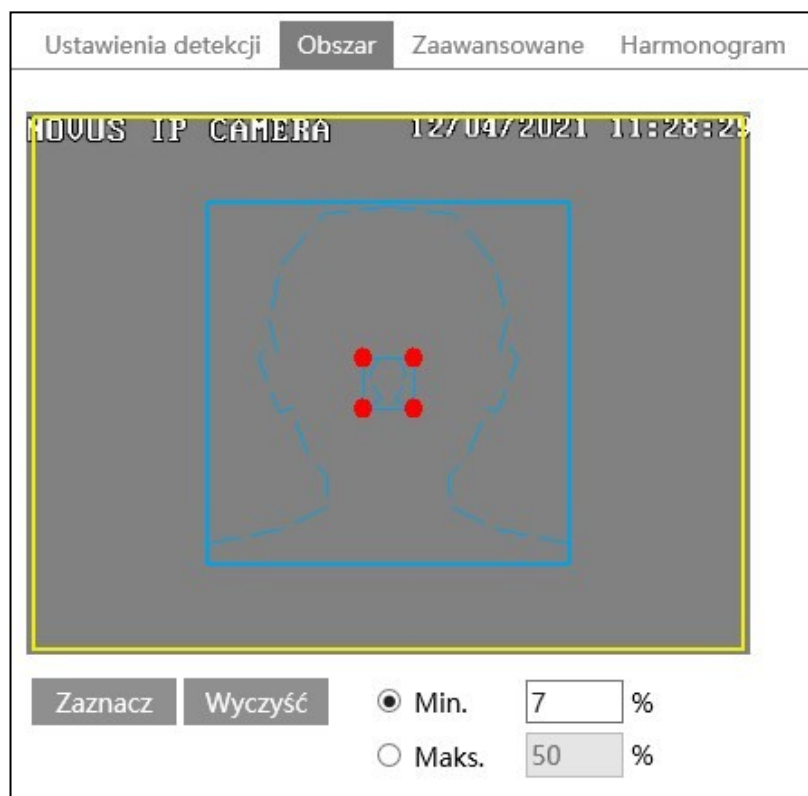 Ustawienia detekcji Obszar Zaawansowane Harmonogram
NOVUS IP CAMERA 12/04/2021 11:28:29
Zaznacz Wyczyść Min. 7 %
Maks. 50 %